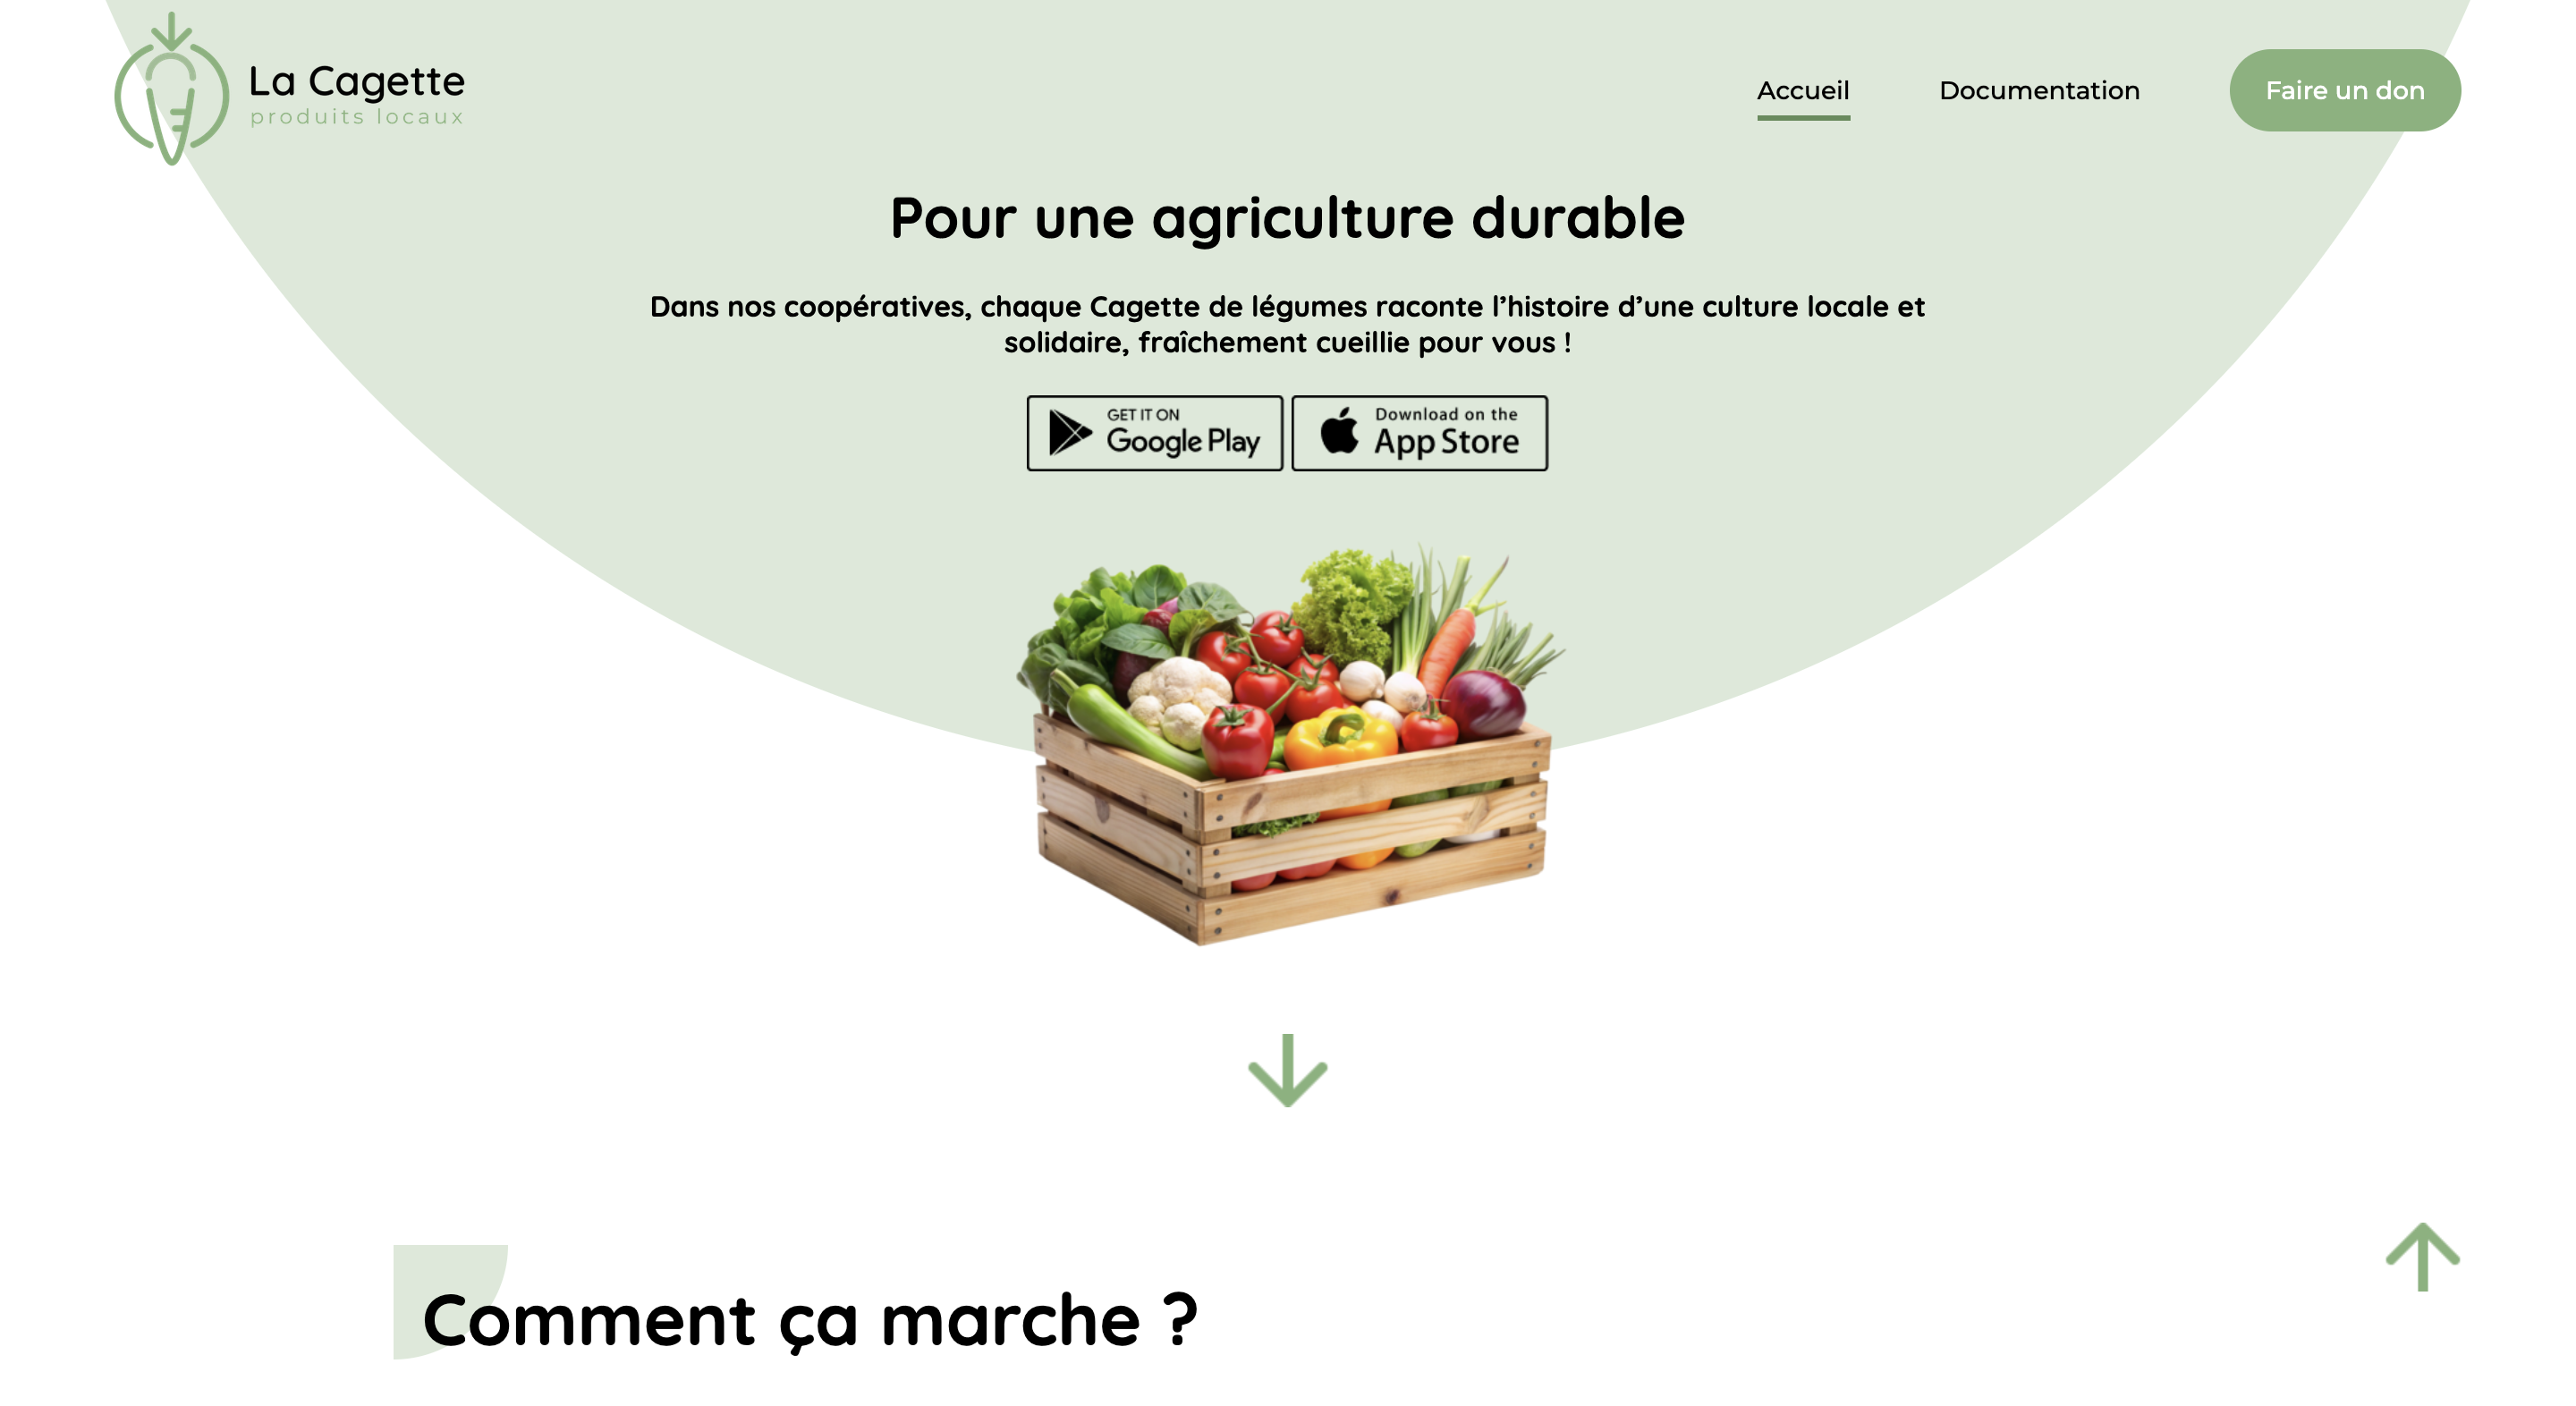 La Cagette
produits locaux
Accueil
Documentation
Faire un don
Pour une agriculture durable
Dans nos coopératives, chaque Cagette de légumes raconte l’histoire d’une culture locale et
solidaire, fraîchement cueillie pour vous !
GET IT ON
Google Play
Download on the
App Store
Comment ça marche ?